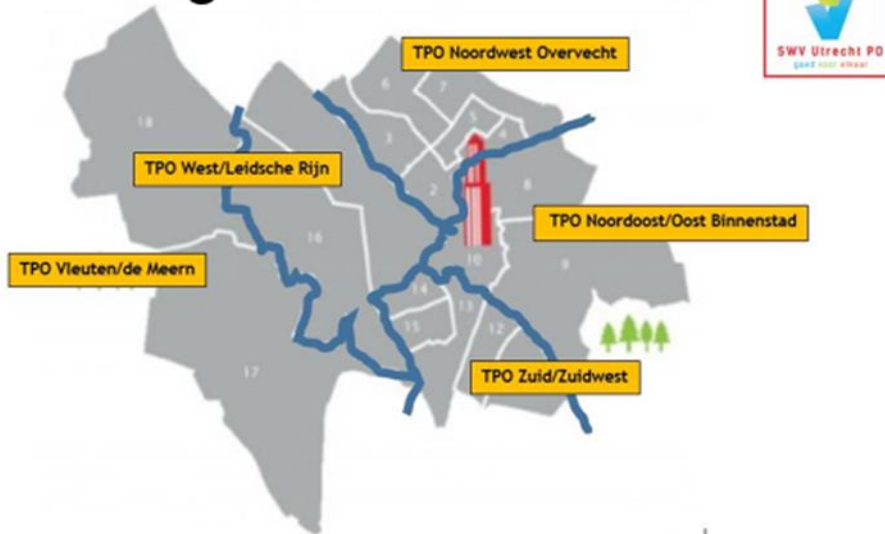 TPO Noordwest Overvecht
SWV Utrecht PO
goed voor elkaar
6
7
5
4
18
3
TPO West/Leidsche Rijn
2
8
TPO Noordoost/Oost Binnenstad
16
TPO Vleuten/de Meern
10
9
14
13
15
12
17
TPO Zuid/Zuidwest